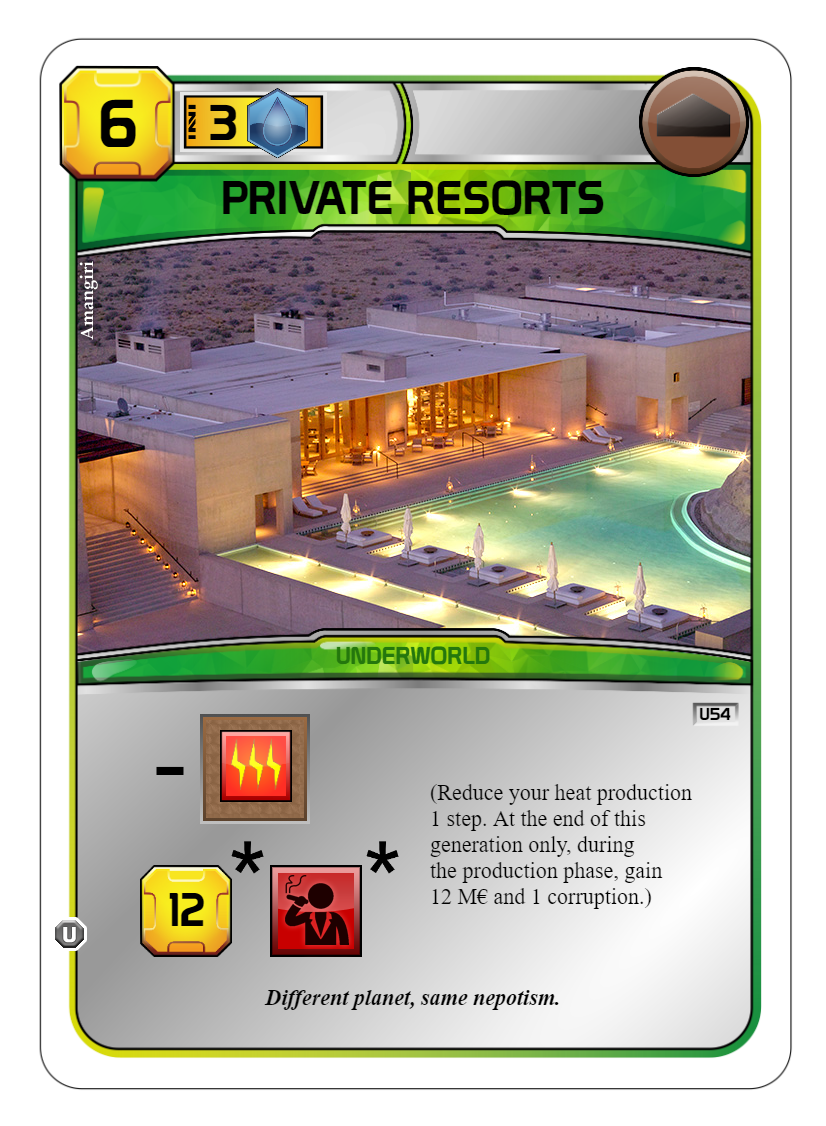 6
3
PRIVATE RESORTS
Amangiri
UNDERWORLD
U54
-
(Reduce your heat production
1 step. At the end of this
generation only, during
the production phase, gain
12 M€ and 1 corruption.)
* *
12
U
Different planet, same nepotism.